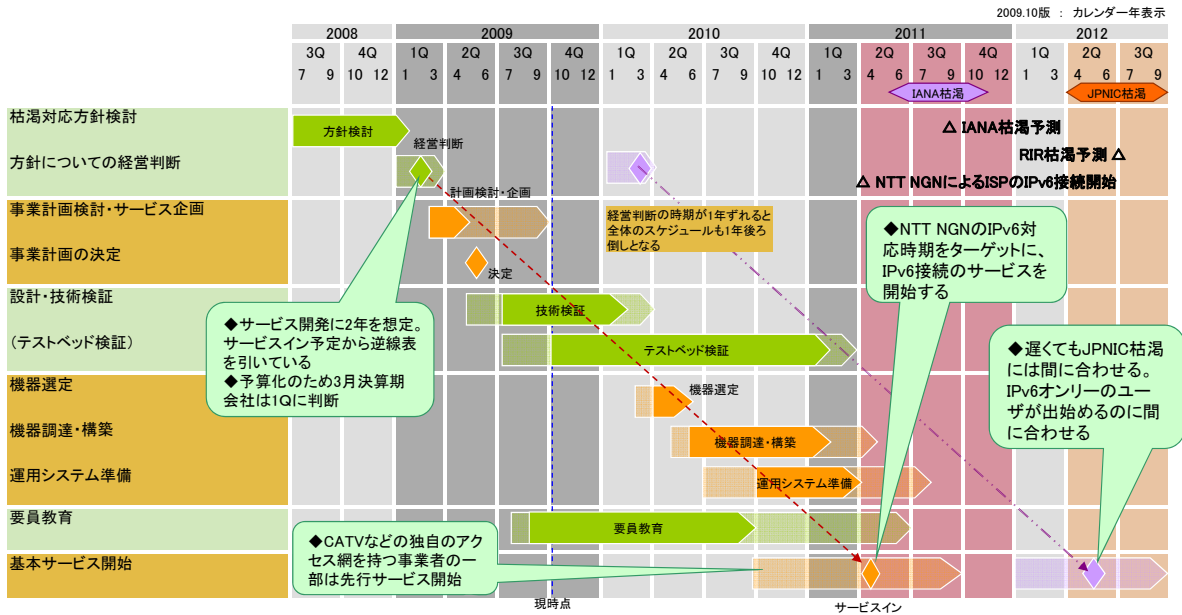 2009.10版 : カレンダー年表示
2008 2009 2010 2011 2012
3Q 4Q 1Q 2Q 3Q 4Q 1Q 2Q 3Q 4Q 1Q 2Q 3Q 4Q 1Q 2Q 3Q
7 9 10 12 1 3 4 6 7 9 10 12 1 3 4 6 7 9 10 12 1 3 4 6 7 9 10 12 1 3 4 6 7 9
IANA枯渇 JPNIC枯渇
枯渇対応方針検討
方針検討
△ IANA枯渇予測
経営判断
方針についての経営判断
RIR枯渇予測 △
△ NTT NGNによるISPのIPv6接続開始
計画検討・企画
事業計画検討・サービス企画
経営判断の時期が1年ずれると
全体のスケジュールも1年後ろ
倒しとなる
◆NTT NGNのIPv6対
応時期をターゲットに、
IPv6接続のサービスを
開始する
事業計画の決定
決定
設計・技術検証
技術検証
◆サービス開発に2年を想定。
サービスイン予定から逆線表
を引いている
◆予算化のため3月決算期
会社は1Qに判断
(テストベッド検証)
テストベッド検証
◆遅くてもJPNIC枯渇
には間に合わせる。
IPv6オンリーのユー
ザが出始めるのに間
に合わせる
機器選定
機器選定
機器調達・構築
機器調達・構築
運用システム準備
運用システム準備
要員教育
要員教育
◆CATVなどの独自のアク
セス網を持つ事業者の一
部は先行サービス開始
基本サービス開始
現時点
サービスイン